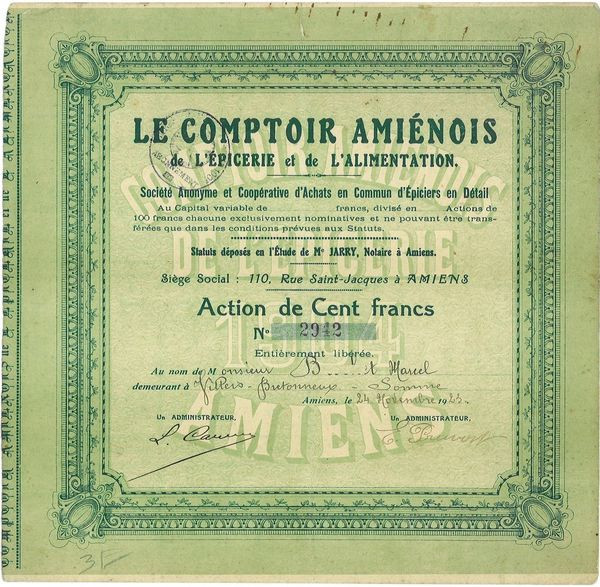 LE COMPTOIR AMIÉNOIS
de L'ÉPICERIE et de L'ALIMENTATION.
Société Anonyme et Coopérative d'Achats en Commun d'Épiciers en Détail
Au Capital variable de francs, divisé en Actions de
100 francs chacune exclusivement nominatives et ne pouvant être trans-
férées que dans les conditions prévues aux Statuts.
Statuts déposés en l'Étude de Me JARRY, Notaire à Amiens.
Siège Social : 110, Rue Saint-Jacques à AMIENS
Action de Cent francs
No 2942
Entièrement libérée.
Au nom de Monsieur B....t Marcel
demeurant à Villers-Bretonneux - Somme
Amiens, le 24 Novembre 1923.
UN ADMINISTRATEUR. UN ADMINISTRATEUR.